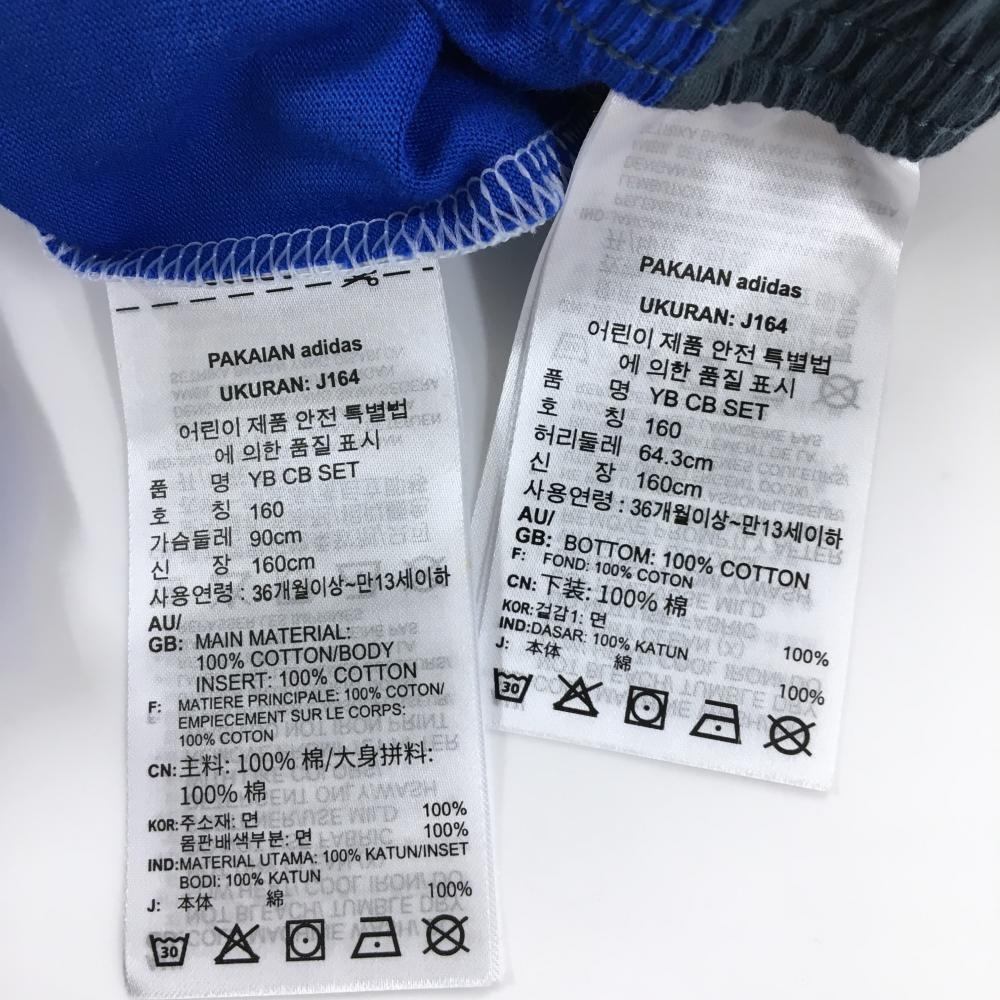 PAKAIAN adidas
UKURAN: J164
어린이 제품 안전 특별법
에 의한 품질 표시
품 명 YB CB SET
호 칭 160
가슴둘레 90cm
신 장 160cm
사용연령 : 36개월이상~만13세이하
AU/
GB: MAIN MATERIAL:
100% COTTON/BODY
INSERT: 100% COTTON
F: MATIERE PRINCIPALE: 100% COTON/
EMPIECEMENT SUR LE CORPS:
100% COTON
CN: 主料: 100% 棉/大身拼料:
100% 棉
KOR: 주소재: 면 100%
몸판배색부분: 면 100%
IND: MATERIAL UTAMA: 100% KATUN/INSET
BODI: 100% KATUN
J: 本体 綿 100%
30
PAKAIAN adidas
UKURAN: J164
어린이 제품 안전 특별법
에 의한 품질 표시
품 명 YB CB SET
호 칭 160
허리둘레 64.3cm
신 장 160cm
사용연령 : 36개월이상~만13세이하
AU/
GB: BOTTOM: 100% COTTON
F: FOND: 100% COTON
CN: 下装: 100% 棉
KOR: 겉감1: 면 100%
IND: DASAR: 100% KATUN
J: 本体 綿 100%
30